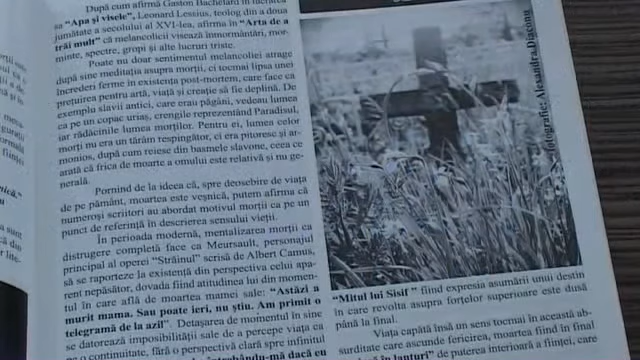 După cum afirmă Gaston Bachelard în lucrarea
sa "Apa și visele", Leonard Lessius, teolog din a doua
jumătate a secolului al XVI-lea, afirma în "Arta de a
trăi mult" că melancolicii visează înmormântări, mor-
minte, spectre, gropi și alte lucruri triste.
Poate nu doar sentimentul melancoliei atrage
după sine meditația asupra morții, ci tocmai lipsa unei
încrederi ferme în existența post-mortem, care face ca
prețuirea pentru artă, viață și creație să fie deplină. De
exemplu slavii antici, care erau păgâni, vedeau lumea
ca pe un copac uriaș, crengile reprezentând Paradisul,
iar rădăcinile lumea morților. Pentru ei, lumea celor
morți nu era un tărâm respingător, ci era pitoresc și ar-
monios, după cum reiese din basmele slavone, ceea ce
arată că frica de moarte a omului este relativă și nu ge-
nerală.
Pornind de la ideea că, spre deosebire de viața
de pe pământ, moartea este veșnică, putem afirma că
numeroși scriitori au abordat motivul morții ca pe un
punct de referință în descrierea sensului vieții.
În perioada modernă, mentalizarea morții ca
distrugere completă face ca Meursault, personajul
principal al operei "Străinul" scrisă de Albert Camus,
să se raporteze la existență din perspectiva celui apa-
rent nepăsător, dovada fiind atitudinea lui din momen-
tul în care află de moartea mamei sale: "Astăzi a
murit mama. Sau poate ieri, nu știu. Am primit o
telegramă de la azil". Detașarea de momentul în sine
se datorează imposibilității sale de a percepe viața ca
pe o continuitate, fără o perspectivă clară spre infinitul
întrebându-mă dacă eu
Fotografie: Alexandra Diaconu
"Mitul lui Sisif" fiind expresia asumării unui destin
în care revolta asupra forțelor superioare este dusă
până la final.
Viața capătă însă un sens tocmai în această ab-
surditate care ascunde fericirea, moartea fiind în final
în lanțuri" de puterea interioară a ființei, care